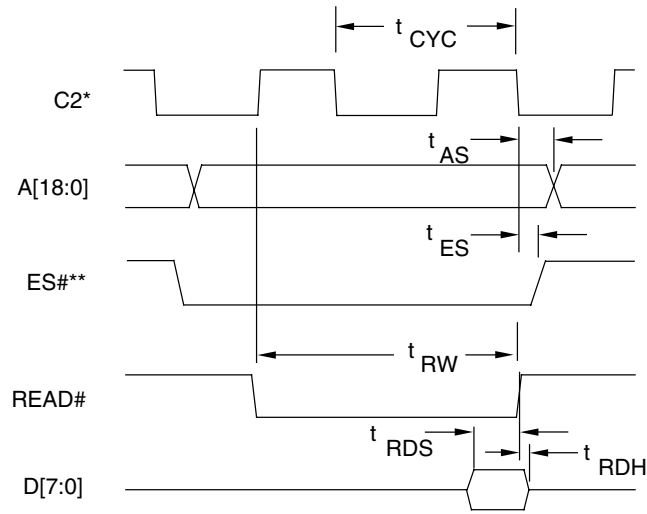 t CYC
C2*
t AS
A[18:0]
t ES
ES#**
t RW
READ#
t RDS
t RDH
D[7:0]